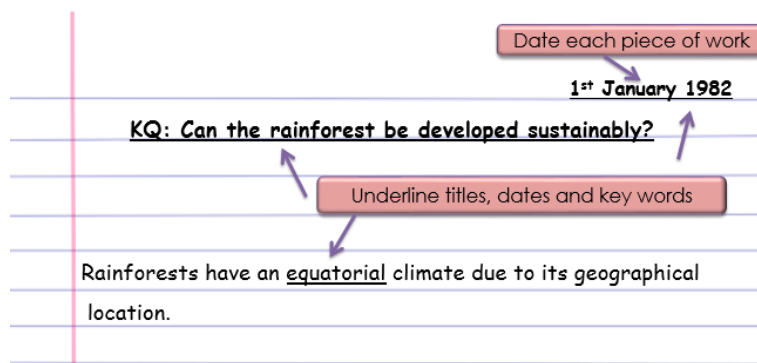 Date each piece of work
1st January 1982
KQ: Can the rainforest be developed sustainably?
Underline titles, dates and key words
Rainforests have an equatorial climate due to its geographical
location.